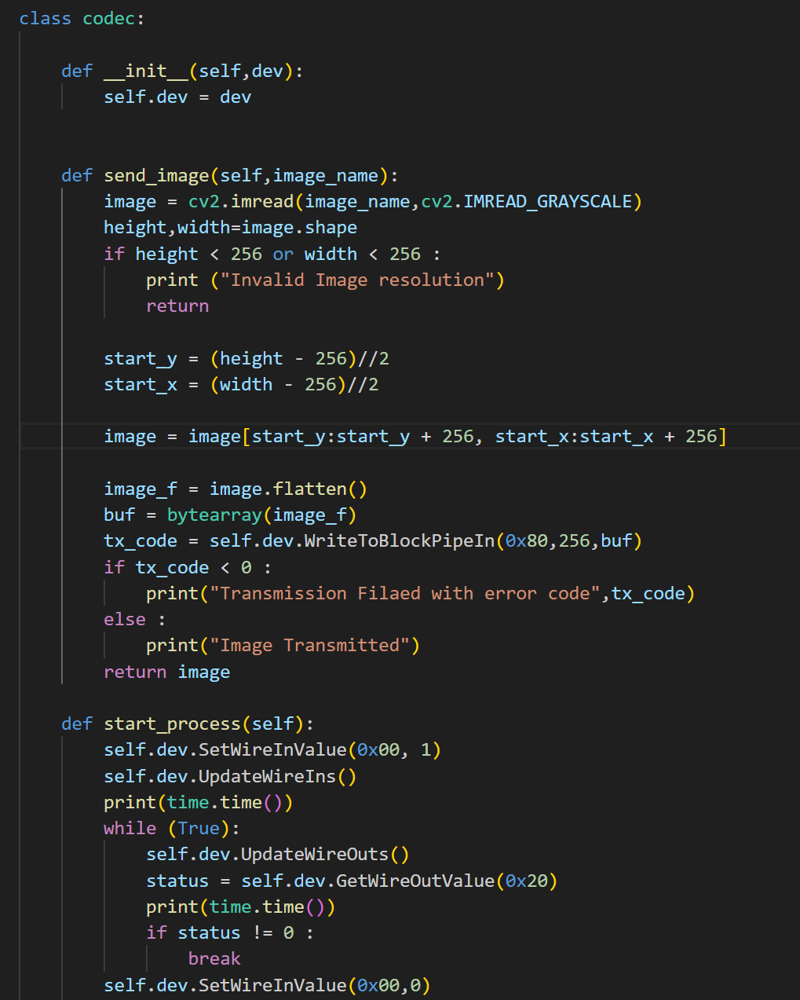 class codec:
def __init__(self,dev):
self.dev = dev
def send_image(self,image_name):
image = cv2.imread(image_name,cv2.IMREAD_GRAYSCALE)
height,width=image.shape
if height < 256 or width < 256 :
print ("Invalid Image resolution")
return
start_y = (height - 256)//2
start_x = (width - 256)//2
image = image[start_y:start_y + 256, start_x:start_x + 256]
image_f = image.flatten()
buf = bytearray(image_f)
tx_code = self.dev.WriteToBlockPipeIn(0x80,256,buf)
if tx_code < 0 :
print("Transmission Filaed with error code",tx_code)
else :
print("Image Transmitted")
return image
def start_process(self):
self.dev.SetWireInValue(0x00, 1)
self.dev.UpdateWireIns()
print(time.time())
while (True):
self.dev.UpdateWireOuts()
status = self.dev.GetWireOutValue(0x20)
print(time.time())
if status != 0 :
break
self.dev.SetWireInValue(0x00,0)